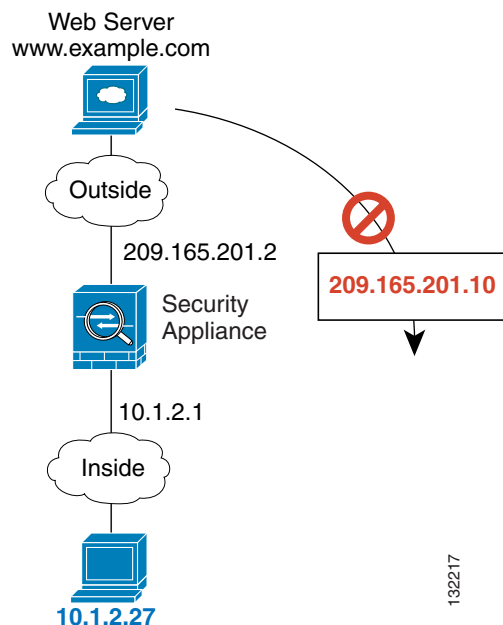 Web Server
www.example.com
Outside
209.165.201.2
209.165.201.10
Security
Appliance
10.1.2.1
Inside
10.1.2.27
132217